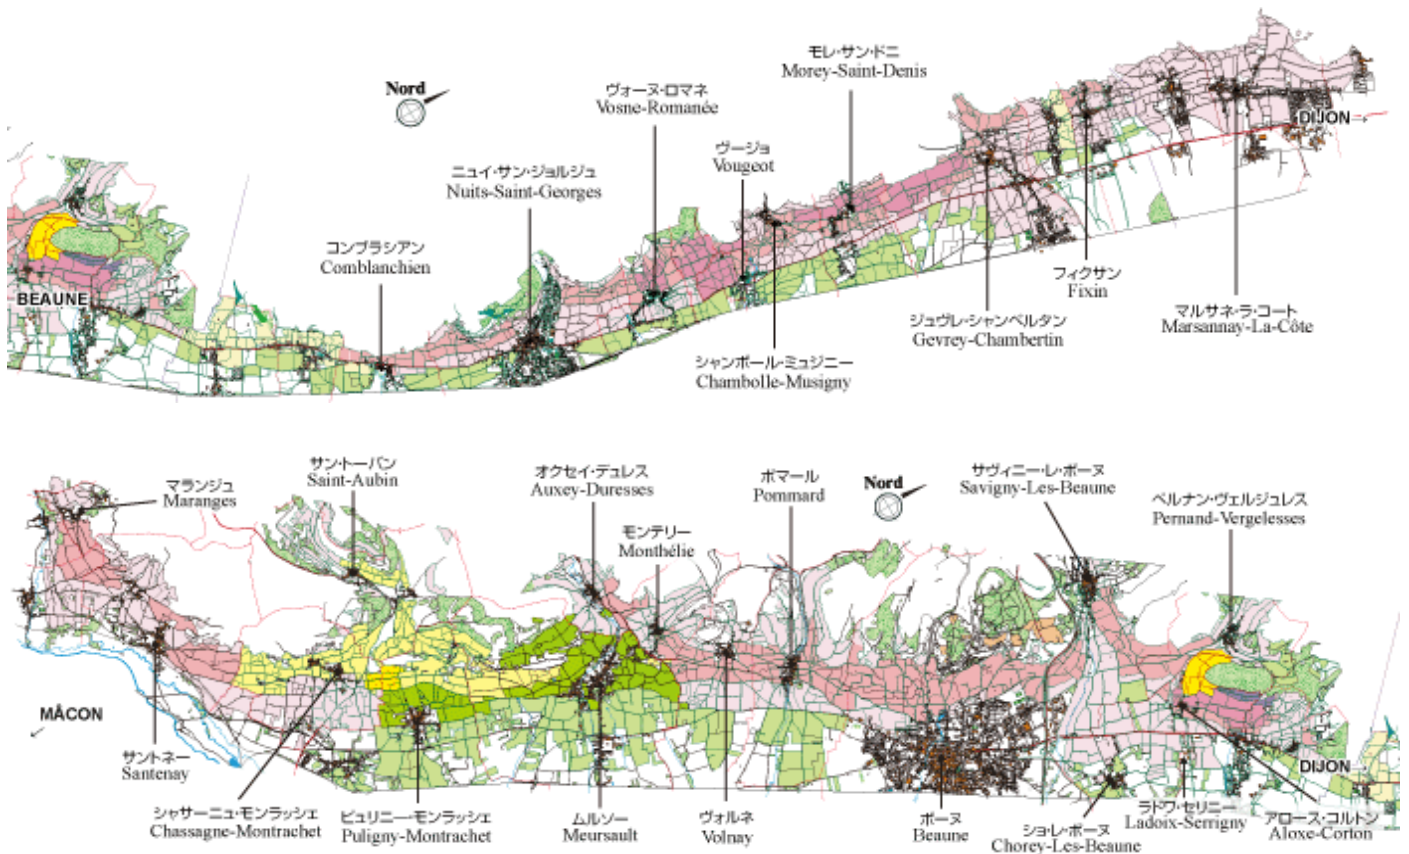 モレ・サン・ドニ
Morey-Saint-Denis
Nord
ヴォーヌ・ロマネ
Vosne-Romanée
DIJON→
ヴージョ
Vougeot
ニュイ・サン・ジョルジュ
Nuits-Saint-Georges
コンブラシアン
Comblanchien
フィクサン
Fixin
BEAUNE
ジュヴレ・シャンベルタン
Gevrey-Chambertin
マルサネ・ラ・コート
Marsannay-La-Côte
シャンボール・ミュジニー
Chambolle-Musigny
サン・トーバン
Saint-Aubin
オクセイ・デュレス
Auxey-Duresses
ポマール
Pommard
サヴィニー・レ・ボーヌ
Savigny-Les-Beaune
マランジュ
Maranges
Nord
ペルナン・ヴェルジュレス
Pernand-Vergelesses
モンテリー
Monthélie
MÂCON
←
サントネー
Santenay
DIJON→
シャサーニュ・モンラッシェ
Chassagne-Montrachet
ピュリニー・モンラッシェ
Puligny-Montrachet
ムルソー
Meursault
ヴォルネ
Volnay
ボーヌ
Beaune
ショ・レ・ボーヌ
Chorey-Les-Beaune
ラドワ・セリニー
Ladoix-Serrigny
アロース・コルトン
Aloxe-Corton